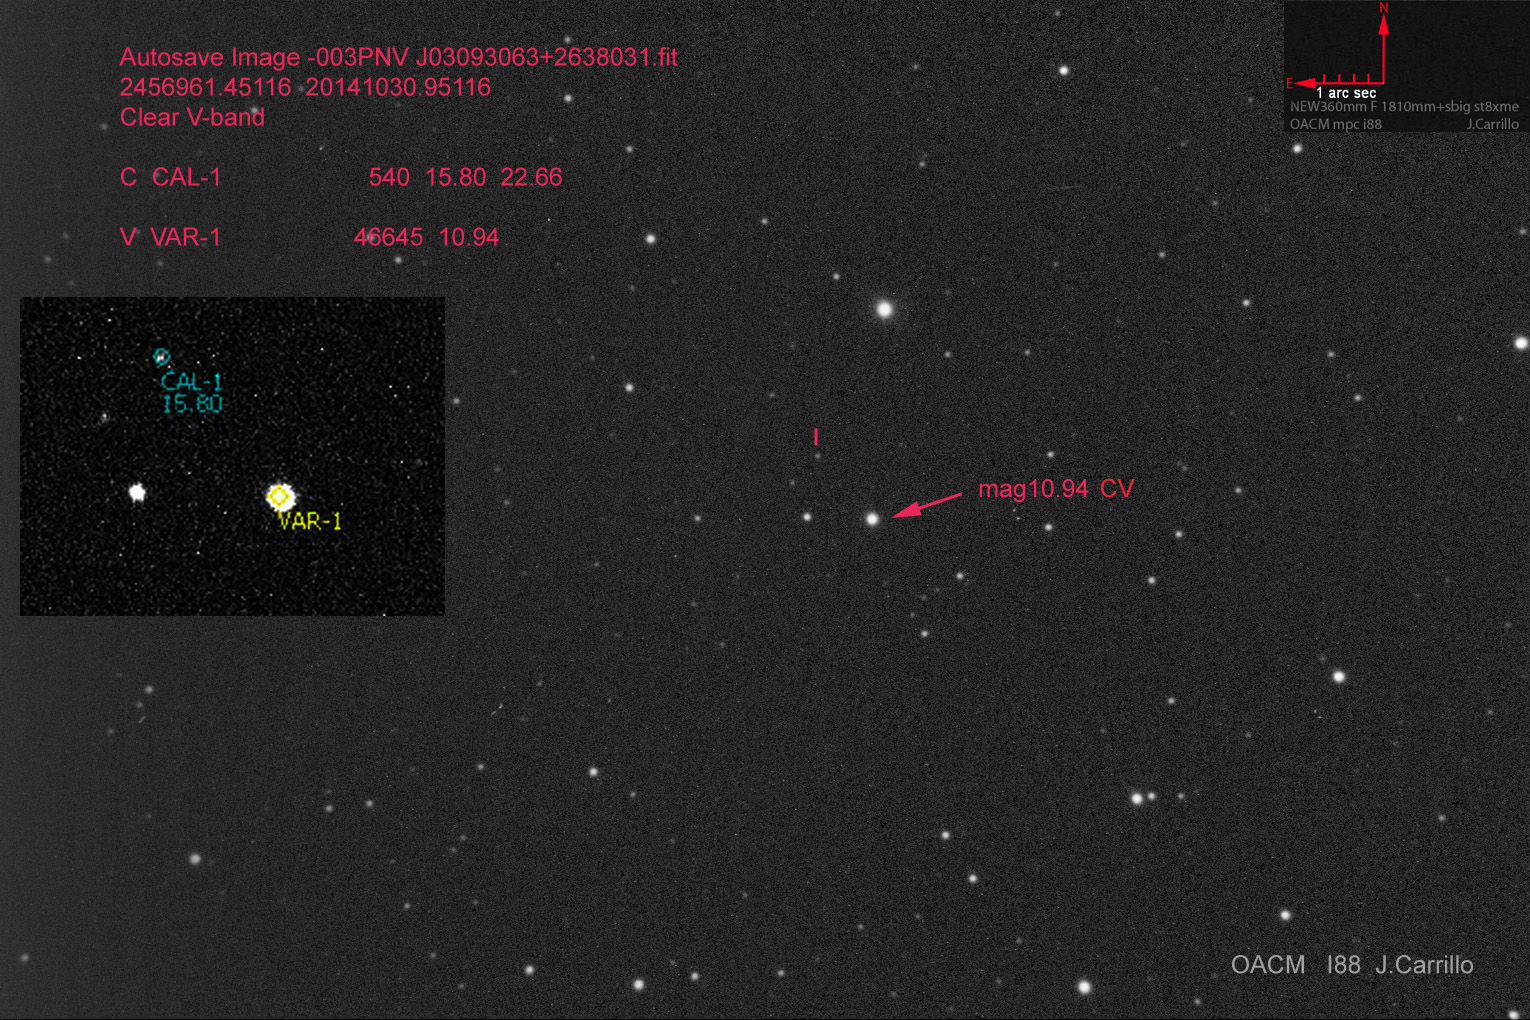 Autosave Image -003PNV J03093063+2638031.fit
2456961.45116 20141030.95116
Clear V-band
C CAL-1 540 15.80 22.66
V VAR-1 46645 10.94
N
E
1 arc sec
NEW360mm F 1810mm+sbig st8xme
OACM mpc i88 J.Carrillo
CAL-1
15.80
VAR-1
I
mag10.94 CV
OACM I88 J.Carrillo